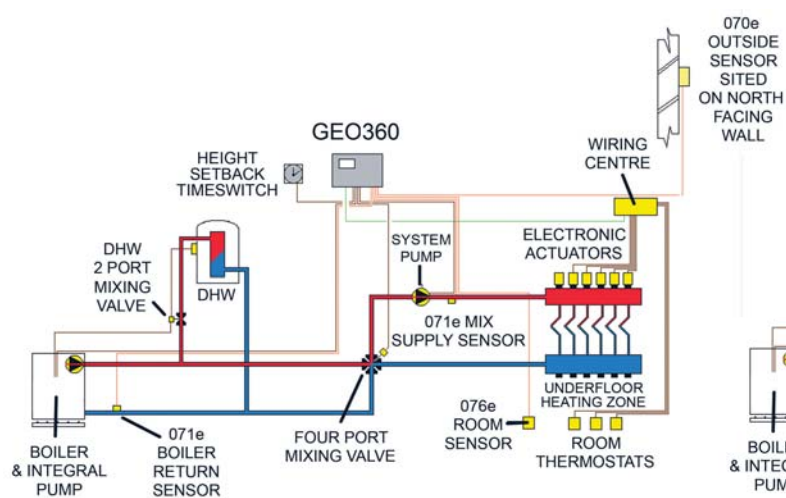 070e
OUTSIDE
SENSOR
SITED
ON NORTH
FACING
WALL
GEO360
WIRING
CENTRE
HEIGHT
SETBACK
TIMESWITCH
DHW
2 PORT
MIXING
VALVE
DHW
SYSTEM
PUMP
ELECTRONIC
ACTUATORS
071e MIX
SUPPLY SENSOR
UNDERFLOOR
HEATING ZONE
BOILER
& INTEGRAL
PUMP
071e
BOILER
RETURN
SENSOR
FOUR PORT
MIXING VALVE
076e
ROOM
SENSOR
ROOM
THERMOSTATS
BOIL
& INTEG
PUM